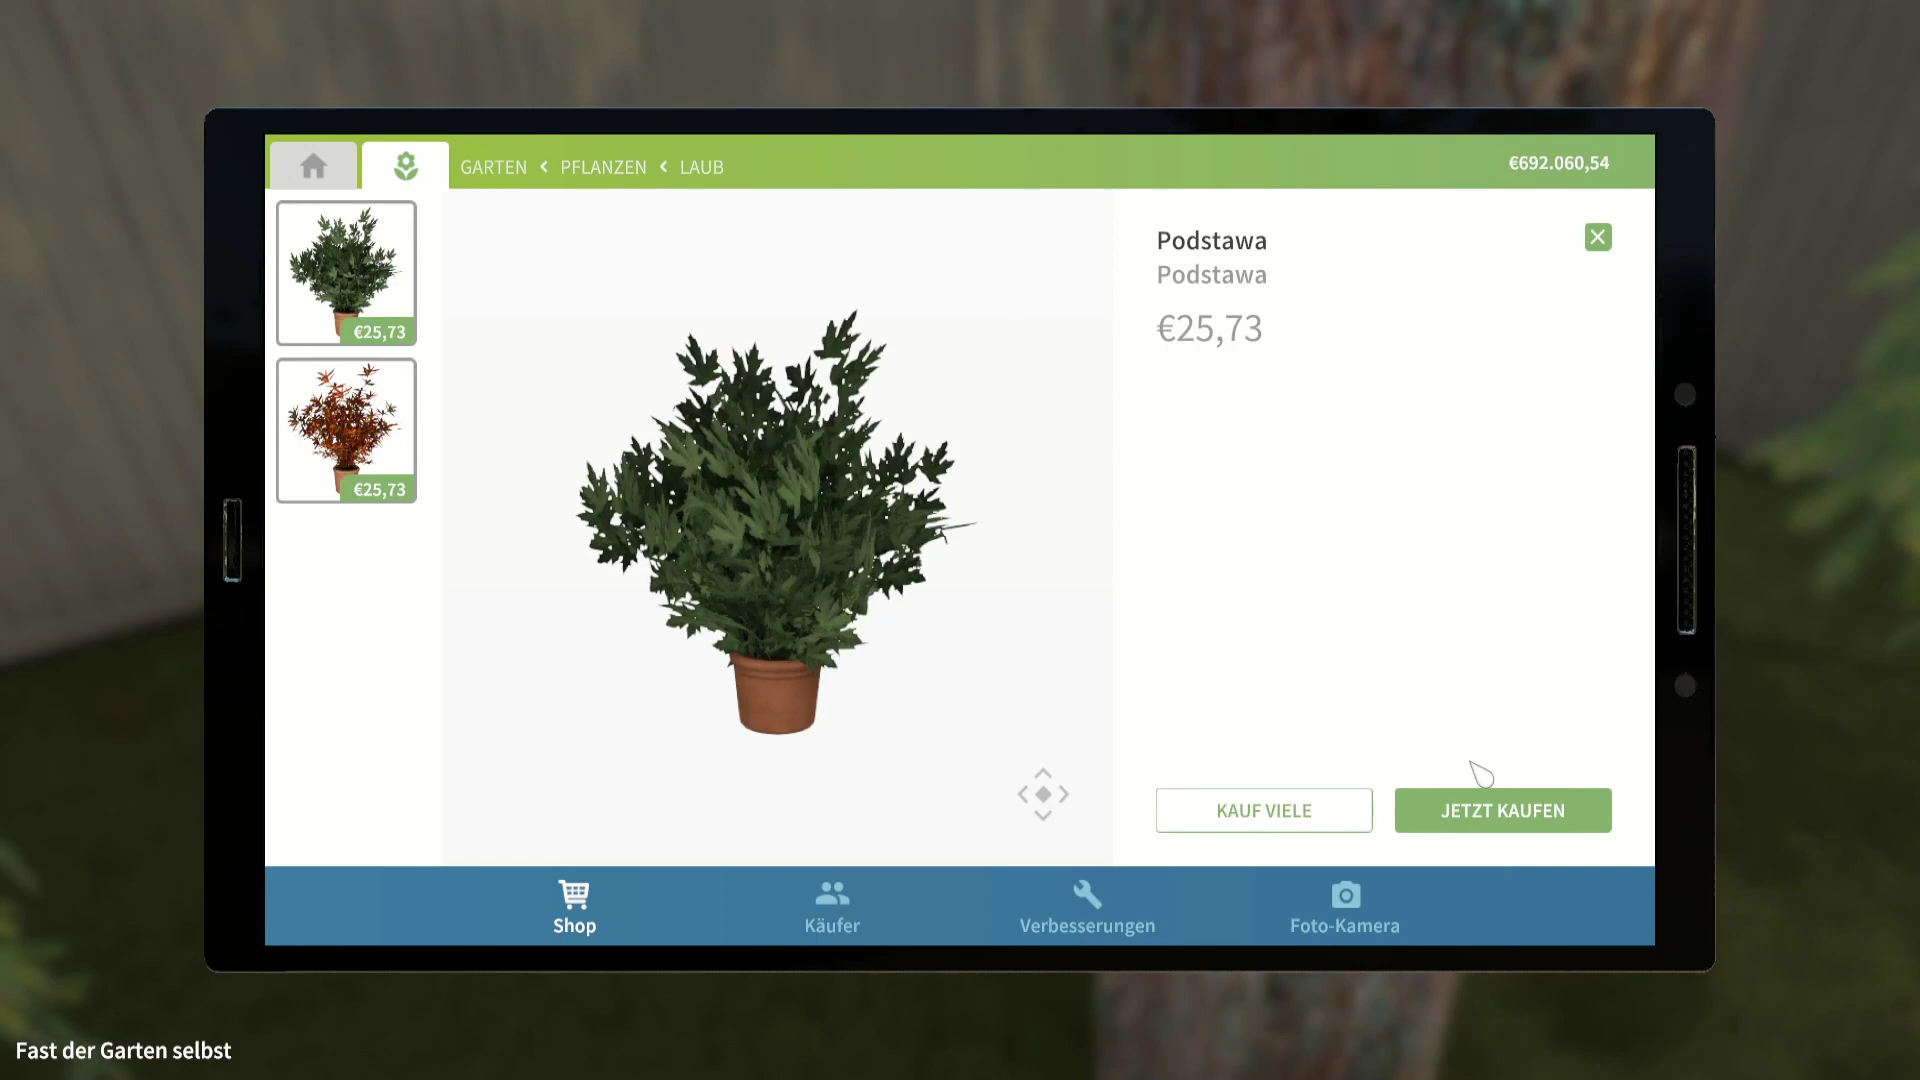 GARTEN < PFLANZEN < LAUB
€692.060,54
€25,73
€25,73
Podstawa
Podstawa
€25,73
KAUF VIELE
JETZT KAUFEN
Shop
Käufer
Verbesserungen
Foto-Kamera
Fast der Garten selbst